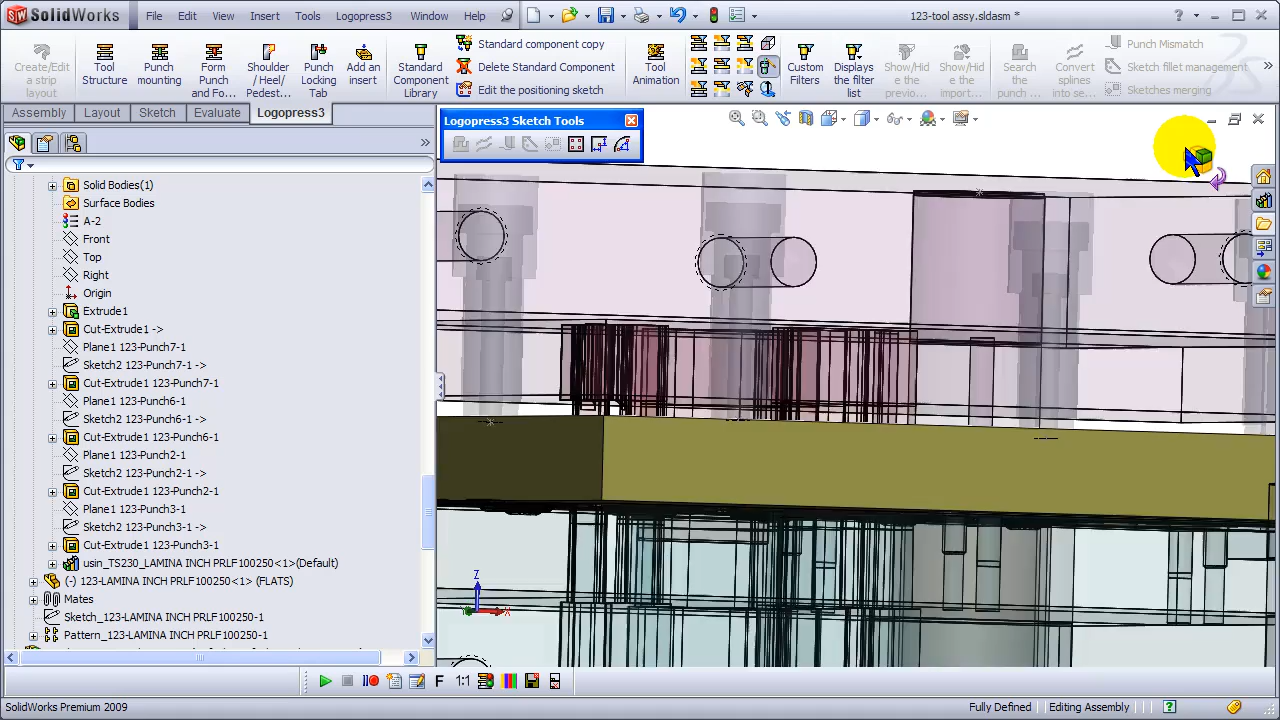 SolidWorks File Edit View Insert Tools Logopress3 Window Help 123-tool assy.sldasm *
Create/Edit a strip layout
Tool Structure
Punch mounting
Form Punch and Fo...
Shoulder / Heel/ Pedest...
Punch Locking Tab
Add an insert
Standard Component Library
Standard component copy
Delete Standard Component
Edit the positioning sketch
Tool Animation
Custom Filters
Displays the filter list
Show/Hid e the previo...
Show/Hid e the import...
Search the punch ...
Convert splines into se...
Punch Mismatch
Sketch fillet management
Sketches merging
Assembly Layout Sketch Evaluate Logopress3
Logopress3 Sketch Tools
Solid Bodies(1)
Surface Bodies
A-2
Front
Top
Right
Origin
Extrude1
Cut-Extrude1 ->
Plane1 123-Punch7-1
Sketch2 123-Punch7-1 ->
Cut-Extrude1 123-Punch7-1
Plane1 123-Punch6-1
Sketch2 123-Punch6-1 ->
Cut-Extrude1 123-Punch6-1
Plane1 123-Punch2-1
Sketch2 123-Punch2-1 ->
Cut-Extrude1 123-Punch2-1
Plane1 123-Punch3-1
Sketch2 123-Punch3-1 ->
Cut-Extrude1 123-Punch3-1
usin_TS230_LAMINA INCH PRLF100250<1>(Default)
(-) 123-LAMINA INCH PRLF100250<1> (FLATS)
Mates
Sketch_123-LAMINA INCH PRLF100250-1
Pattern_123-LAMINA INCH PRLF100250-1
Z
X
F 1:1
SolidWorks Premium 2009 Fully Defined Editing Assembly